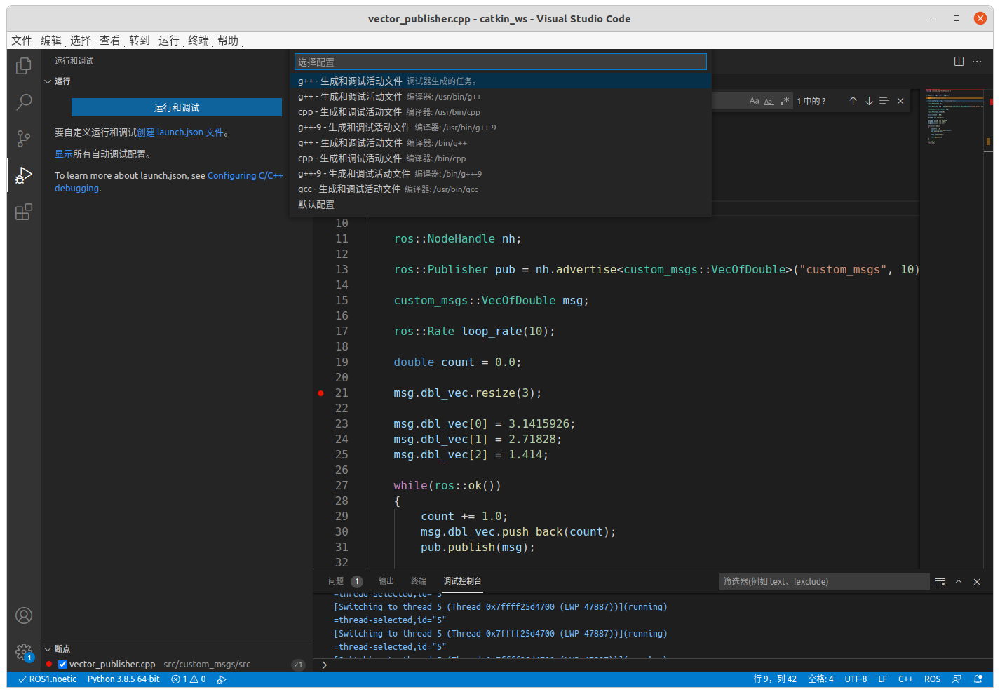 vector_publisher.cpp - catkin_ws - Visual Studio Code
文件 编辑 选择 查看 转到 运行 终端 帮助
运行和调试
运行
运行和调试
要自定义运行和调试创建 launch.json 文件。
显示所有自动调试配置。
To learn more about launch.json, see Configuring C/C++
debugging.
选择配置
g++ - 生成和调试活动文件 调试器生成的任务。
g++ - 生成和调试活动文件 编译器: /usr/bin/g++
cpp - 生成和调试活动文件 编译器: /usr/bin/cpp
g++-9 - 生成和调试活动文件 编译器: /usr/bin/g++-9
g++ - 生成和调试活动文件 编译器: /bin/g++
cpp - 生成和调试活动文件 编译器: /bin/cpp
g++-9 - 生成和调试活动文件 编译器: /bin/g++-9
gcc - 生成和调试活动文件 编译器: /usr/bin/gcc
默认配置
Aa Abl .* 1 中的 ?
10
11 ros::NodeHandle nh;
12
13 ros::Publisher pub = nh.advertise<custom_msgs::VecOfDouble>("custom_msgs", 10)
14
15 custom_msgs::VecOfDouble msg;
16
17 ros::Rate loop_rate(10);
18
19 double count = 0.0;
20
21 msg.dbl_vec.resize(3);
22
23 msg.dbl_vec[0] = 3.1415926;
24 msg.dbl_vec[1] = 2.71828;
25 msg.dbl_vec[2] = 1.414;
26
27 while(ros::ok())
28 {
29 count += 1.0;
30 msg.dbl_vec.push_back(count);
31 pub.publish(msg);
32
问题 1 输出 终端 调试控制台 筛选器(例如 text、!exclude)
=thread-selected,id="5"
[Switching to thread 5 (Thread 0x7ffff25d4700 (LWP 47887))](running)
=thread-selected,id="5"
[Switching to thread 5 (Thread 0x7ffff25d4700 (LWP 47887))](running)
=thread-selected,id="5"
[Switching to thread 5 (Thread 0x7ffff25d4700 (LWP 47887))](running)
断点
vector_publisher.cpp src/custom_msgs/src 21
1
ROS1.noetic Python 3.8.5 64-bit 1 0 行 9，列 42 空格: 4 UTF-8 LF C++ ROS